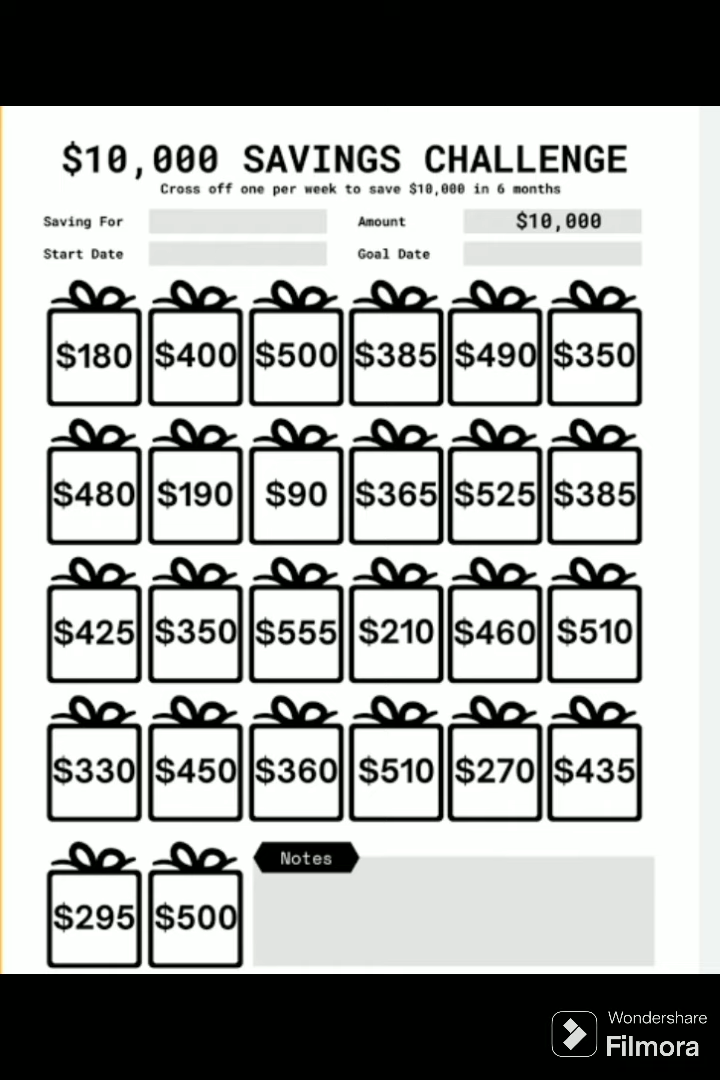 $10,000 SAVINGS CHALLENGE
Cross off one per week to save $10,000 in 6 months
Saving For Amount $10,000
Start Date Goal Date
$180 $400 $500 $385 $490 $350
$480 $190 $90 $365 $525 $385
$425 $350 $555 $210 $460 $510
$330 $450 $360 $510 $270 $435
Notes
$295 $500
Wondershare
Filmora